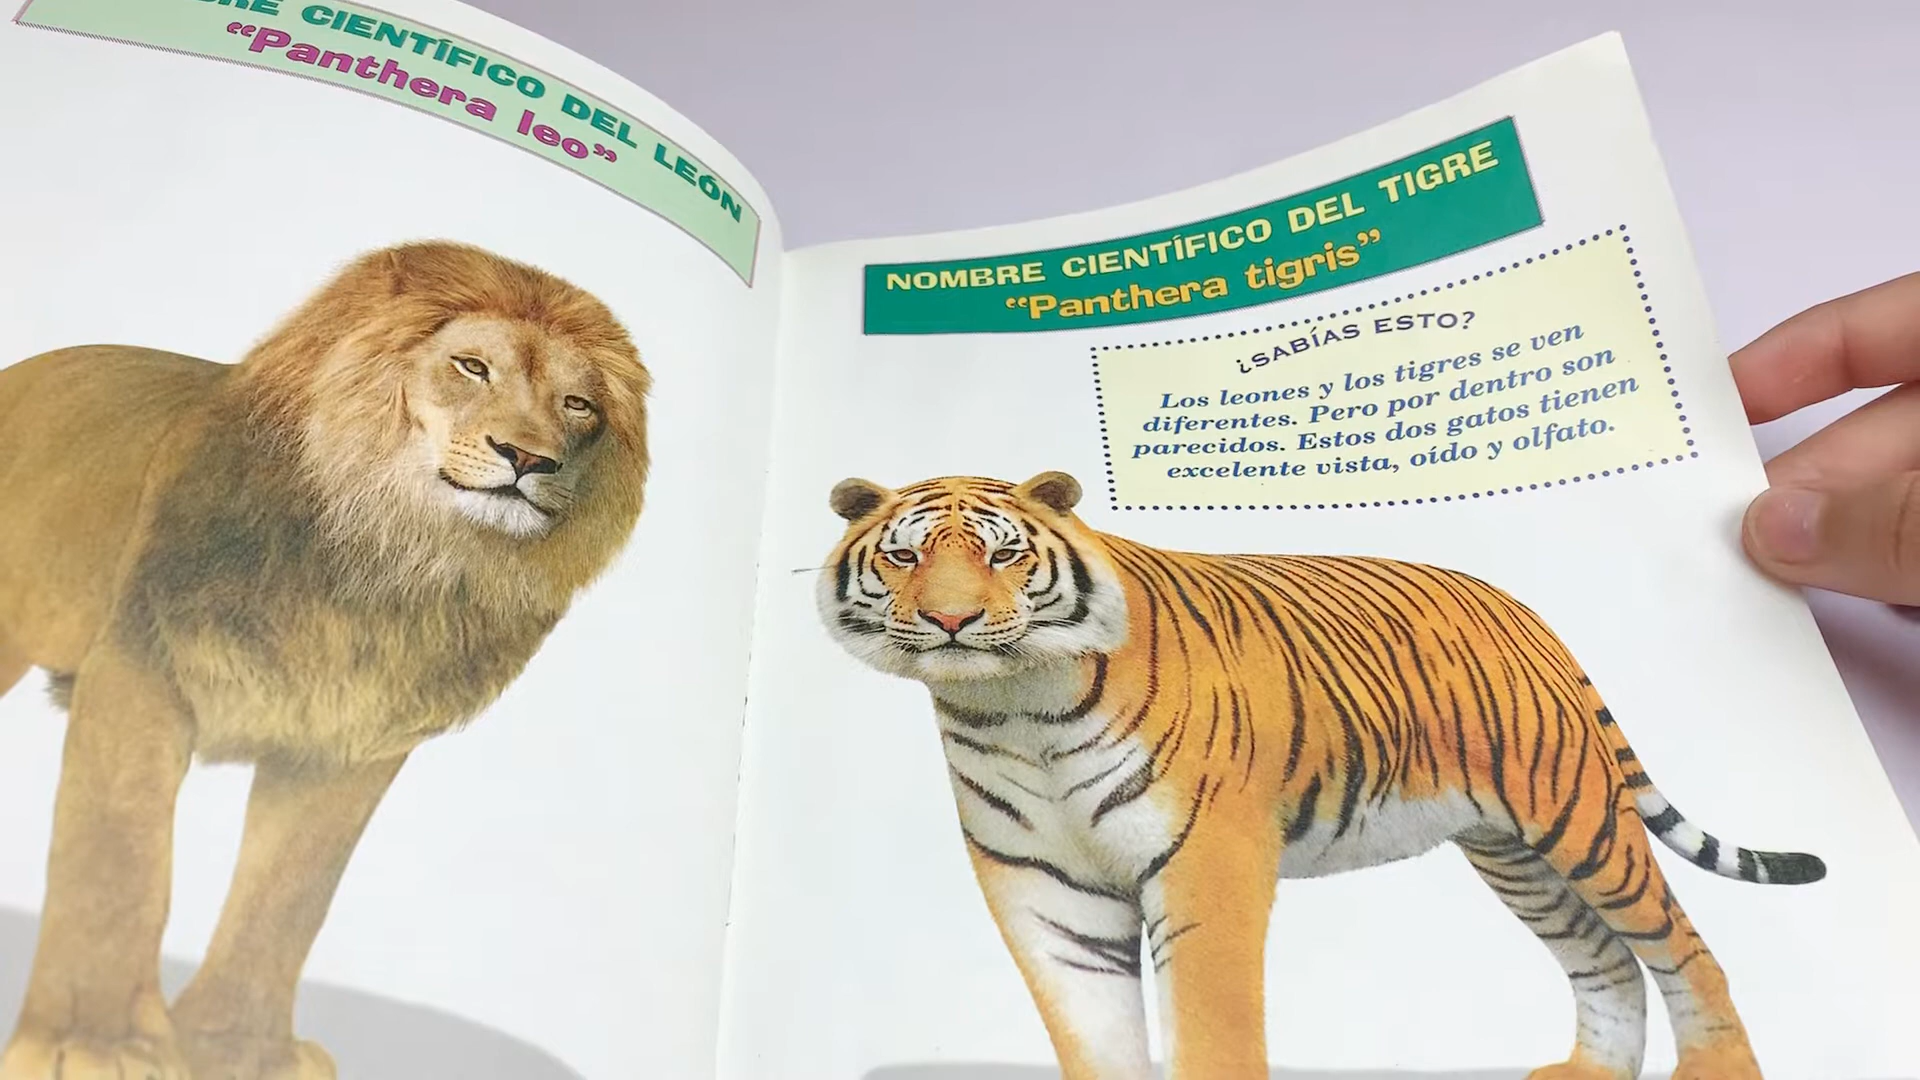 CIENTÍFICO DEL LEÓN
“Panthera leo”
NOMBRE CIENTÍFICO DEL TIGRE
“Panthera tigris”
¿SABÍAS ESTO?
Los leones y los tigres se ven
diferentes. Pero por dentro son
parecidos. Estos dos gatos tienen
excelente vista, oído y olfato.